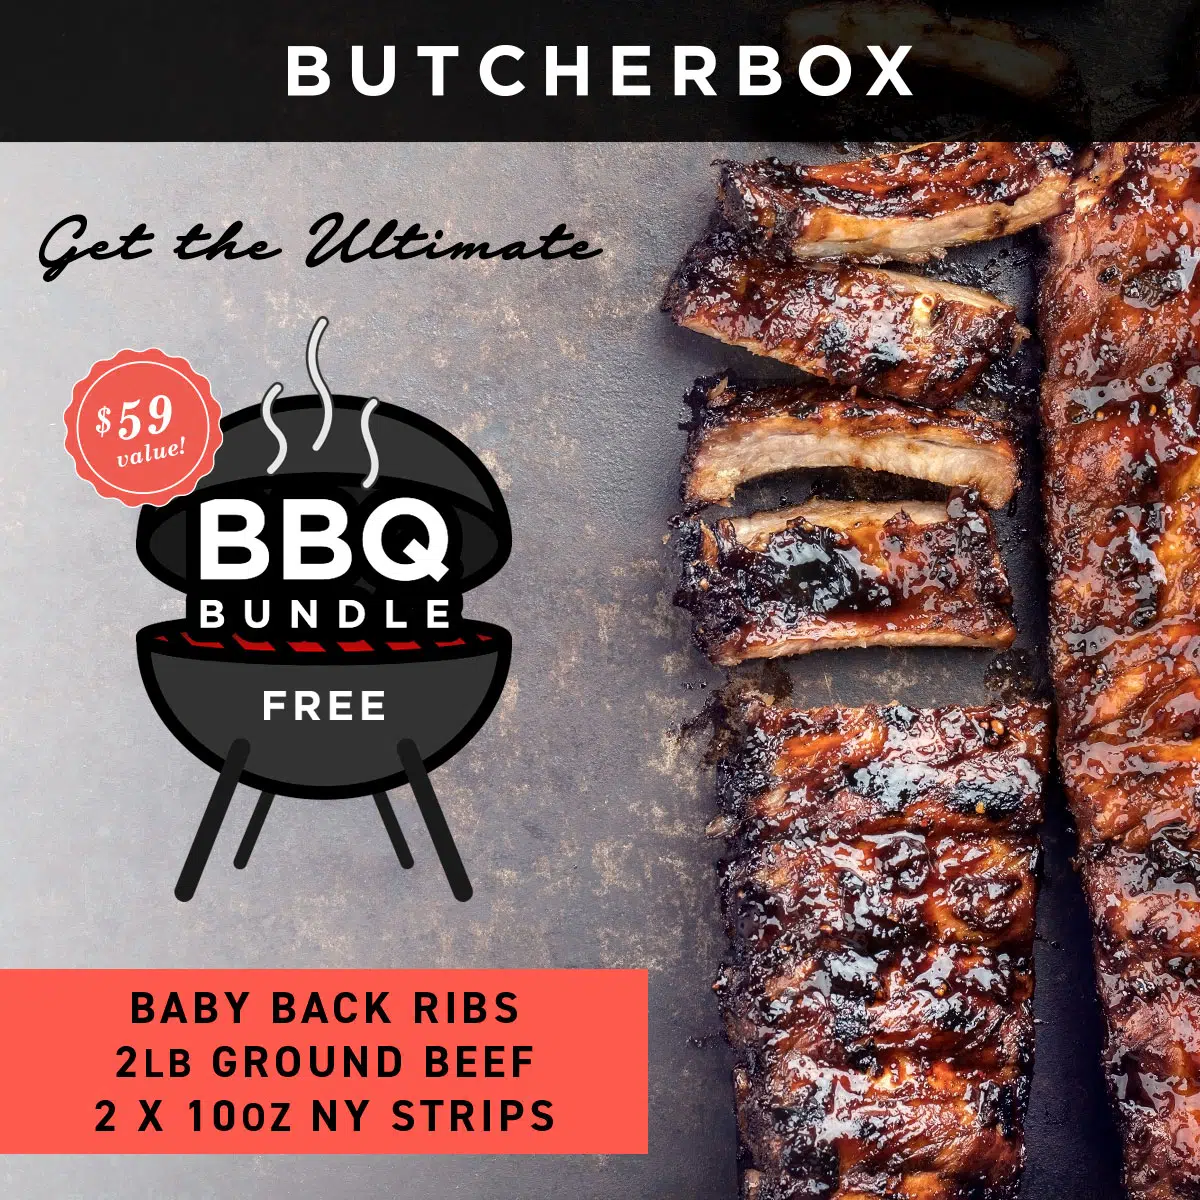 BUTCHERBOX
Get the Ultimate
$59
value!
BBQ
BUNDLE
FREE
BABY BACK RIBS
2LB GROUND BEEF
2 X 10OZ NY STRIPS